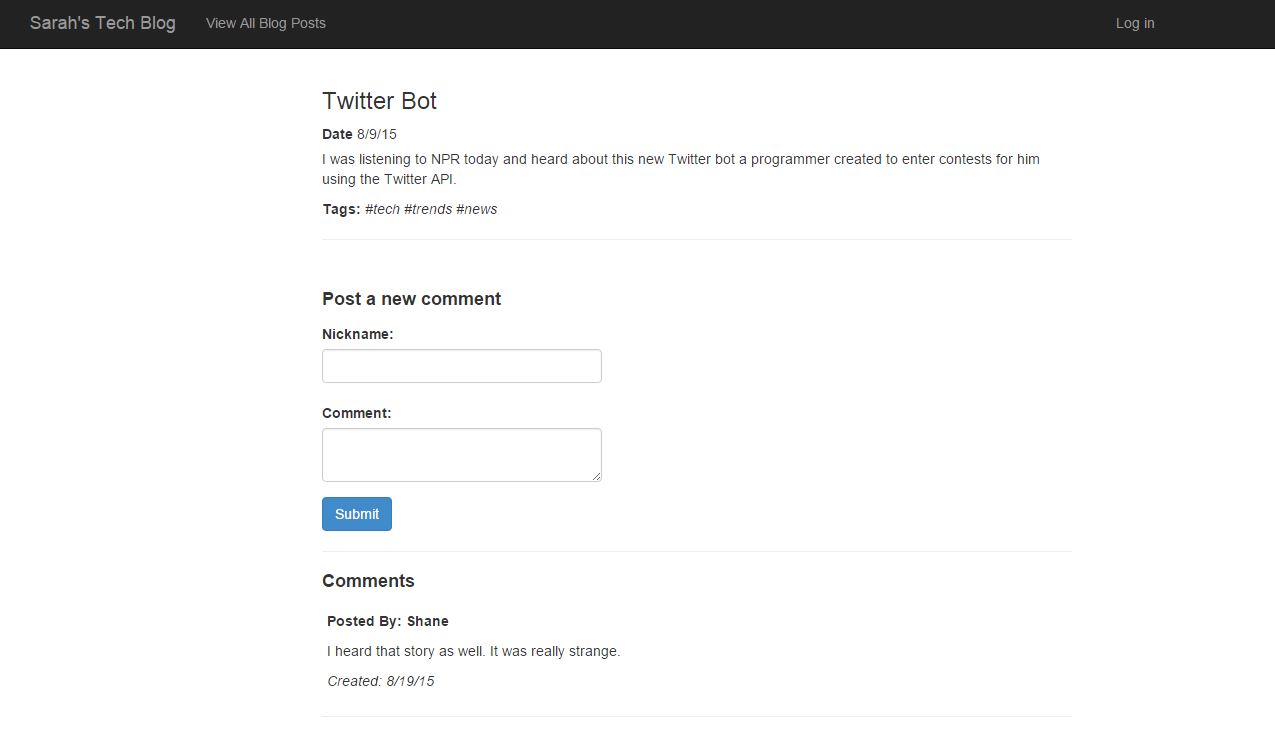 Sarah's Tech Blog View All Blog Posts Log in
Twitter Bot
Date 8/9/15
I was listening to NPR today and heard about this new Twitter bot a programmer created to enter contests for him
using the Twitter API.
Tags: #tech #trends #news
Post a new comment
Nickname:
Comment:
Submit
Comments
Posted By: Shane
I heard that story as well. It was really strange.
Created: 8/19/15